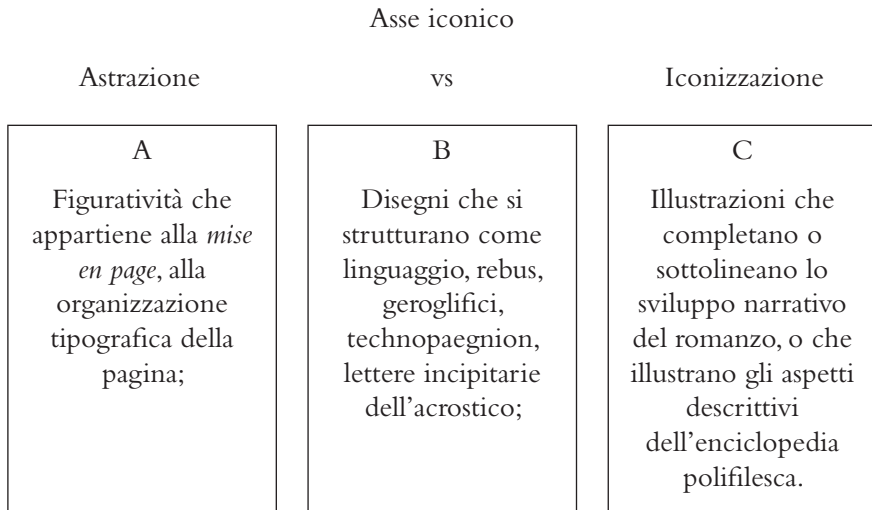 Asse iconico
Astrazione vs Iconizzazione
A
Figuratività che
appartiene alla mise
en page, alla
organizzazione
tipografica della
pagina;
B
Disegni che si
strutturano come
linguaggio, rebus,
geroglifici,
technopaegnion,
lettere incipitarie
dell’acrostico;
C
Illustrazioni che
completano o
sottolineano lo
sviluppo narrativo
del romanzo, o che
illustrano gli aspetti
descrittivi
dell’enciclopedia
polifilesca.